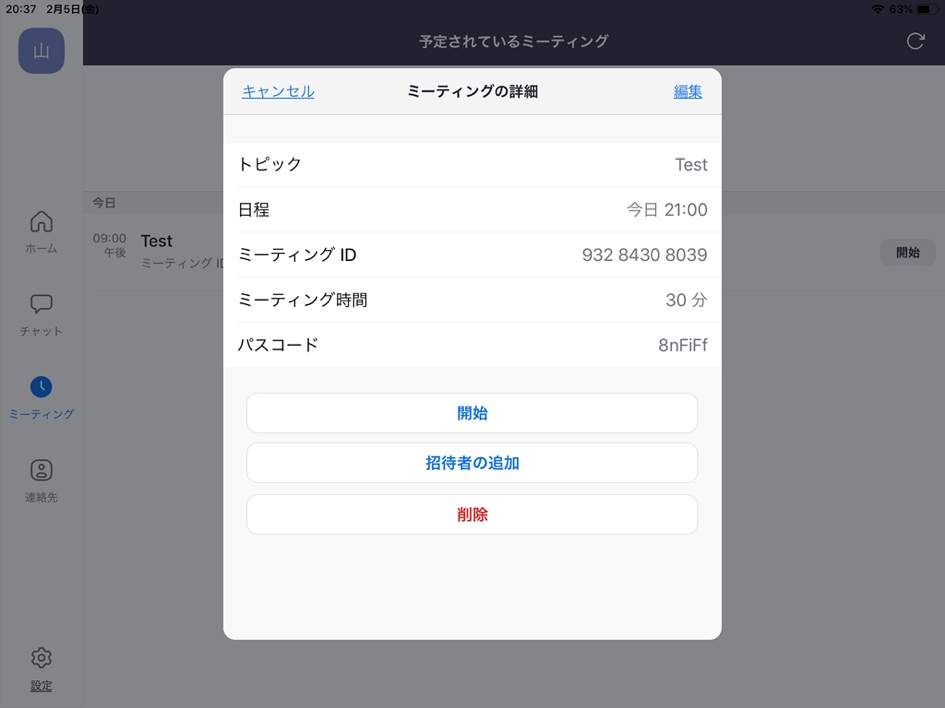 20:37 2月5日(金)
63%
山
予定されているミーティング
キャンセル
ミーティングの詳細
編集
トピック
Test
日程
今日 21:00
ミーティング ID
932 8430 8039
ミーティング時間
30 分
パスコード
8nFiFf
開始
招待者の追加
削除
今日
09:00
午後
Test
ミーティング ID
開始
ホーム
チャット
ミーティング
連絡先
設定